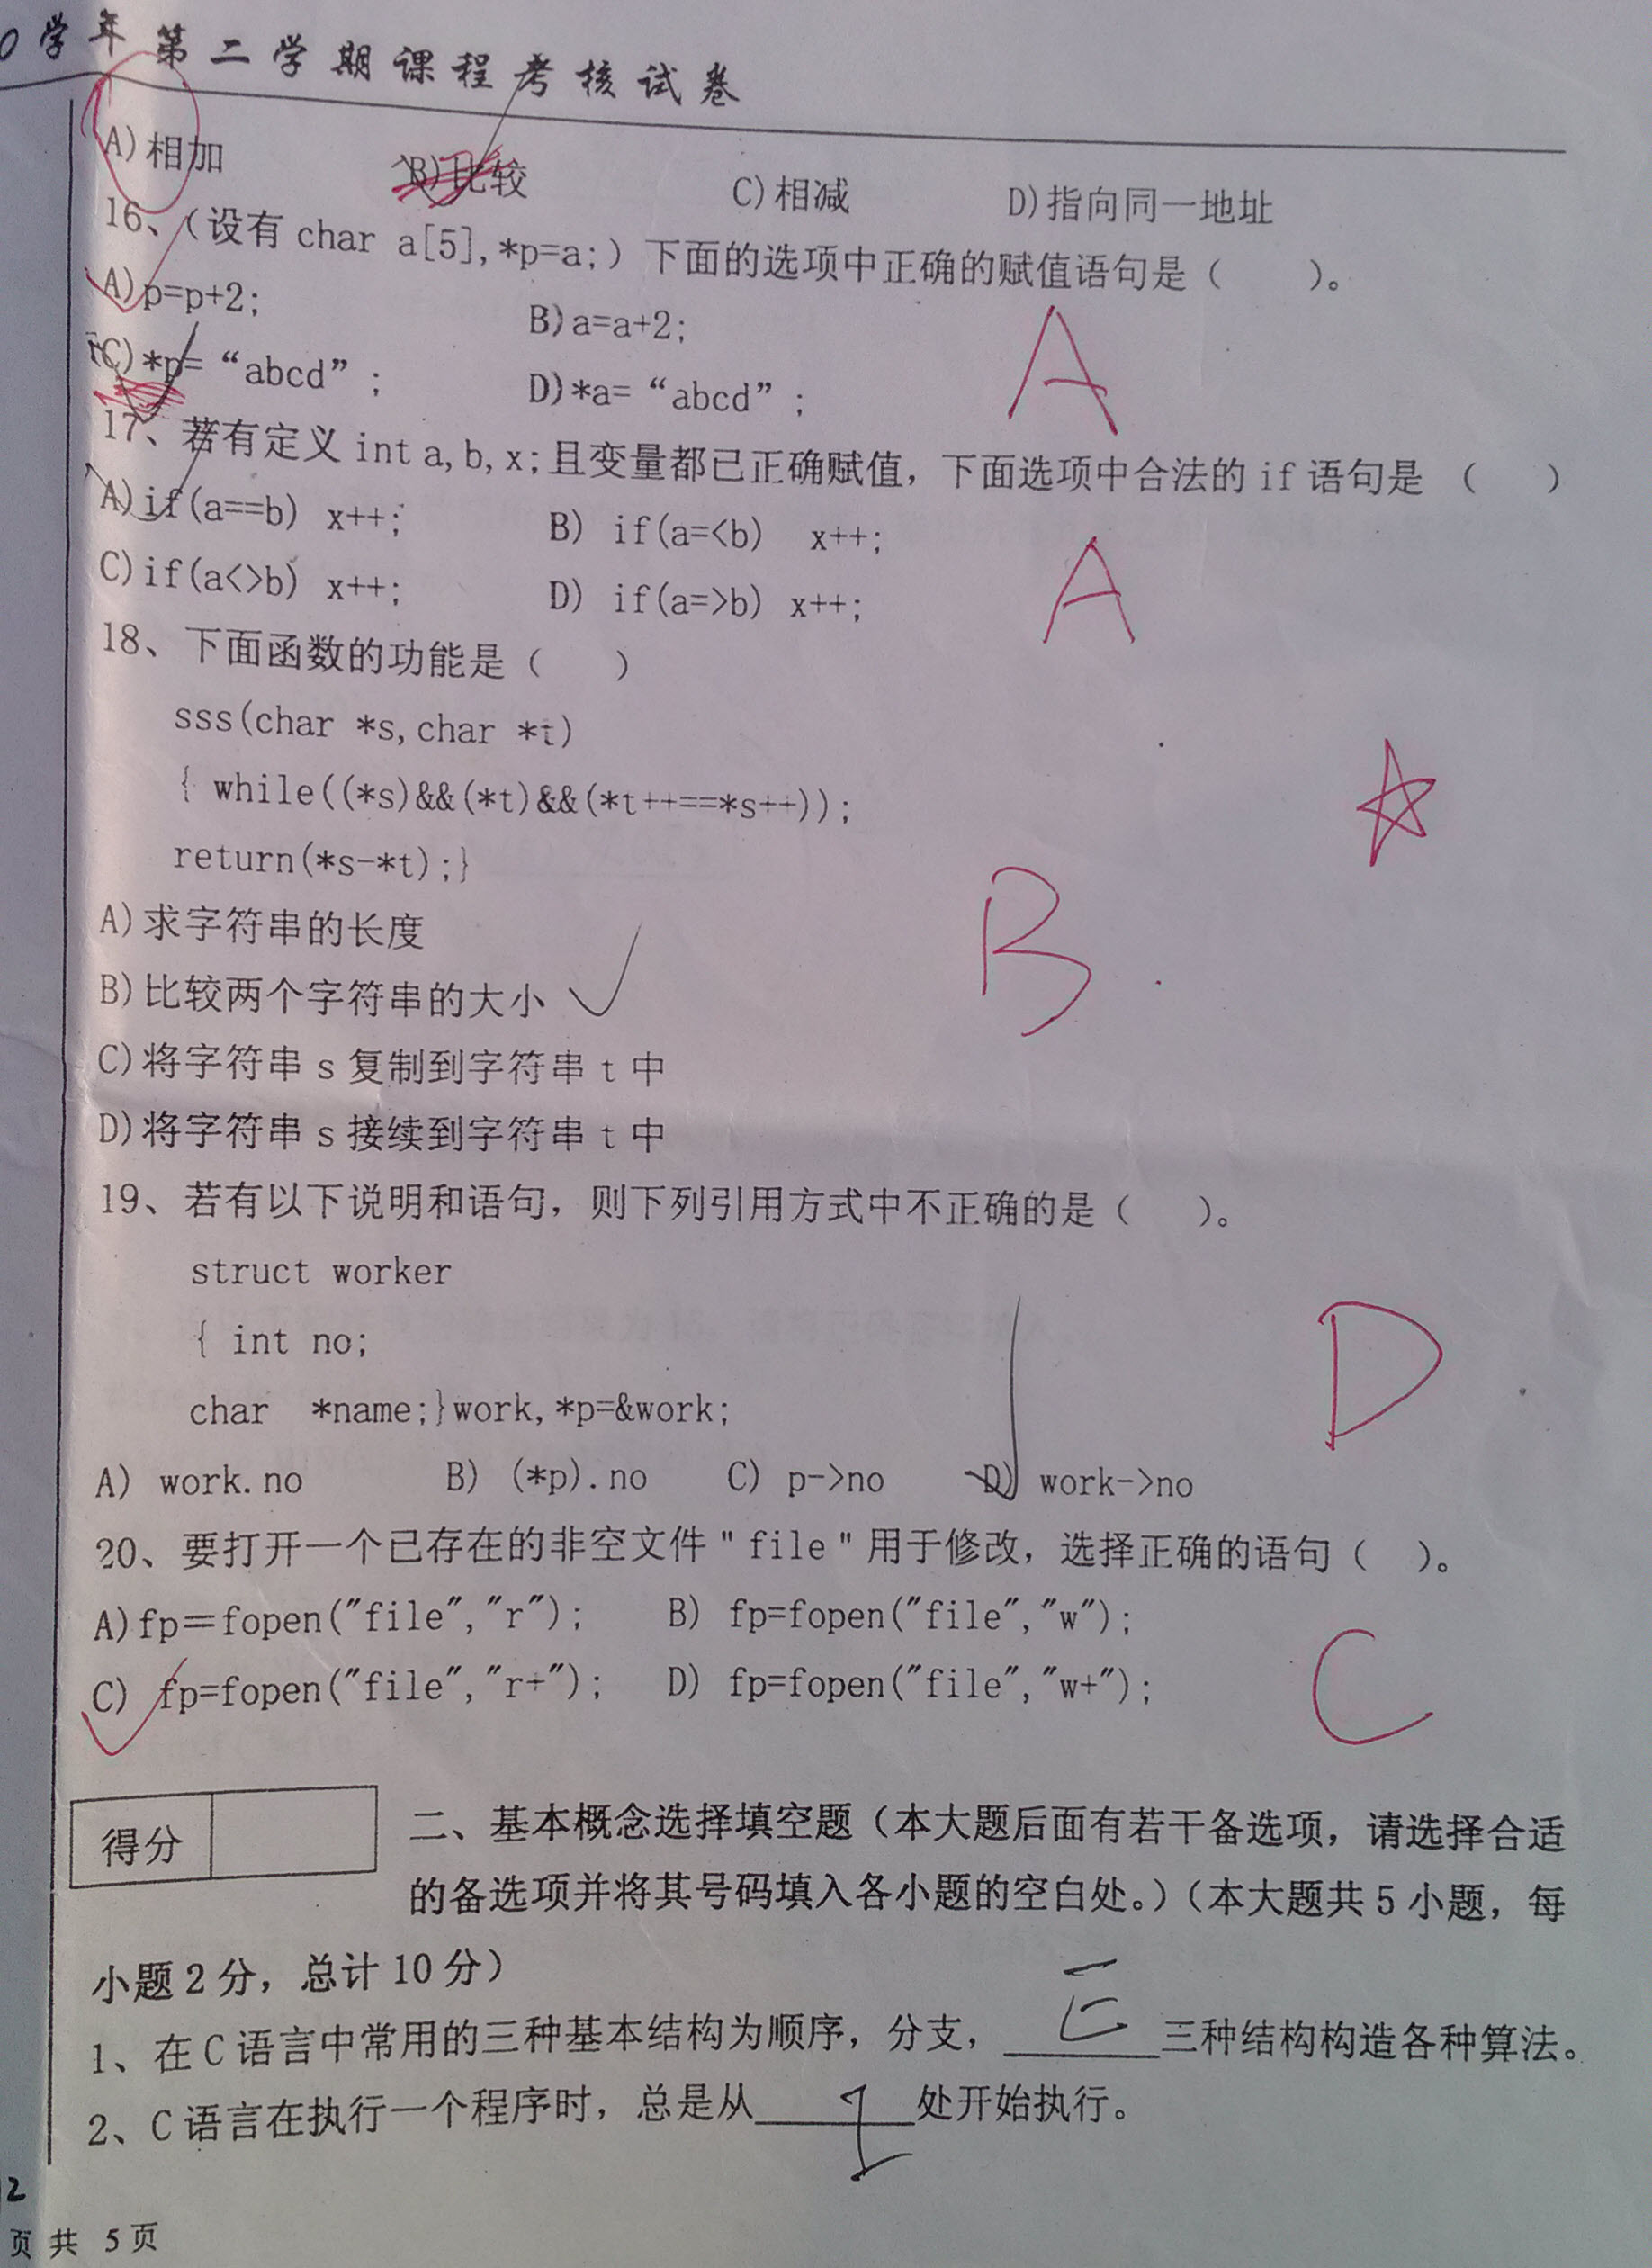 0学年第二学期课程考核试卷
A)相加 B)比较 C)相减 D)指向同一地址
16、（设有 char a[5],*p=a;）下面的选项中正确的赋值语句是（ ）。
A)p=p+2; B)a=a+2;
C)*p=“abcd”; D)*a=“abcd”;
A
17、若有定义 int a,b,x;且变量都已正确赋值，下面选项中合法的 if 语句是 （ ）
A)if(a==b) x++; B) if(a=<b) x++;
C)if(a<>b) x++; D) if(a=>b) x++;
A
18、下面函数的功能是（ ）
sss(char *s,char *t)
{ while((*s)&&(*t)&&(*t++==*s++));
return(*s-*t);}
A)求字符串的长度
B)比较两个字符串的大小
B
C)将字符串 s 复制到字符串 t 中
D)将字符串 s 接续到字符串 t 中
19、若有以下说明和语句，则下列引用方式中不正确的是（ ）。
struct worker
{ int no;
char *name;}work,*p=&work;
D
A) work.no B) (*p).no C) p->no D) work->no
20、要打开一个已存在的非空文件"file"用于修改，选择正确的语句（ ）。
A)fp＝fopen("file","r"); B) fp=fopen("file","w");
C) fp=fopen("file","r+"); D) fp=fopen("file","w+");
C
得分
二、基本概念选择填空题（本大题后面有若干备选项，请选择合适
的备选项并将其号码填入各小题的空白处。）（本大题共 5 小题，每
小题 2 分，总计 10 分）
1、在 C 语言中常用的三种基本结构为顺序，分支，E三种结构构造各种算法。
2、C 语言在执行一个程序时，总是从I处开始执行。
2
页 共 5 页